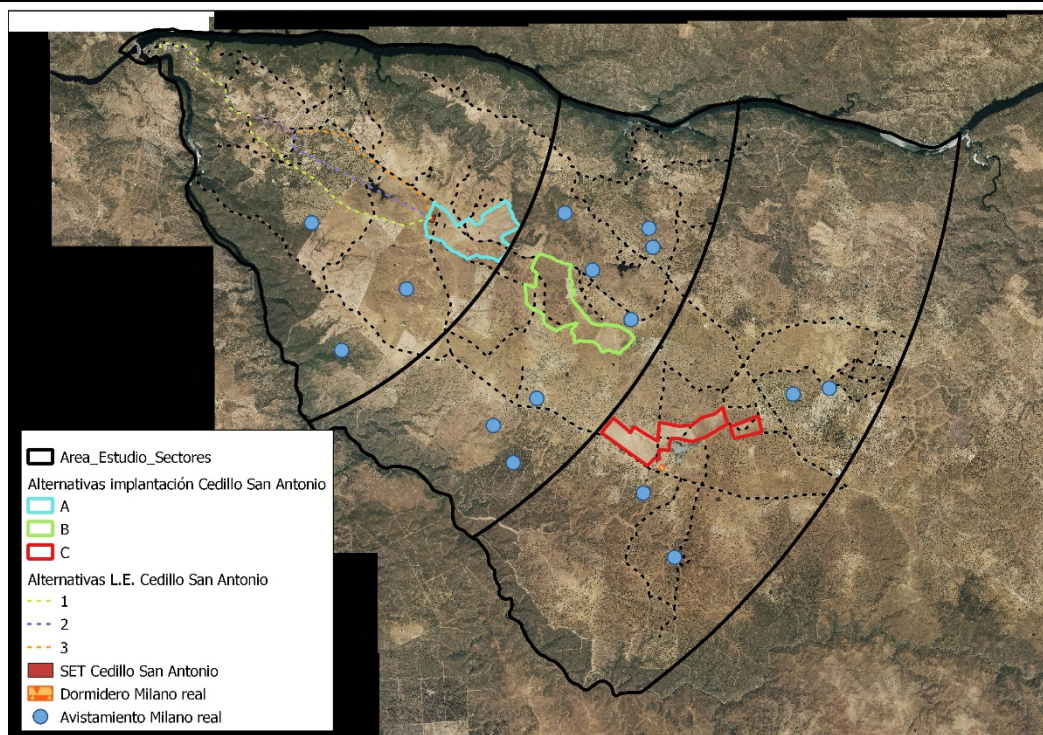 Area_Estudio_Sectores
Alternativas implantación Cedillo San Antonio
A
B
C
Alternativas L.E. Cedillo San Antonio
1
2
3
SET Cedillo San Antonio
Dormidero Milano real
Avistamiento Milano real